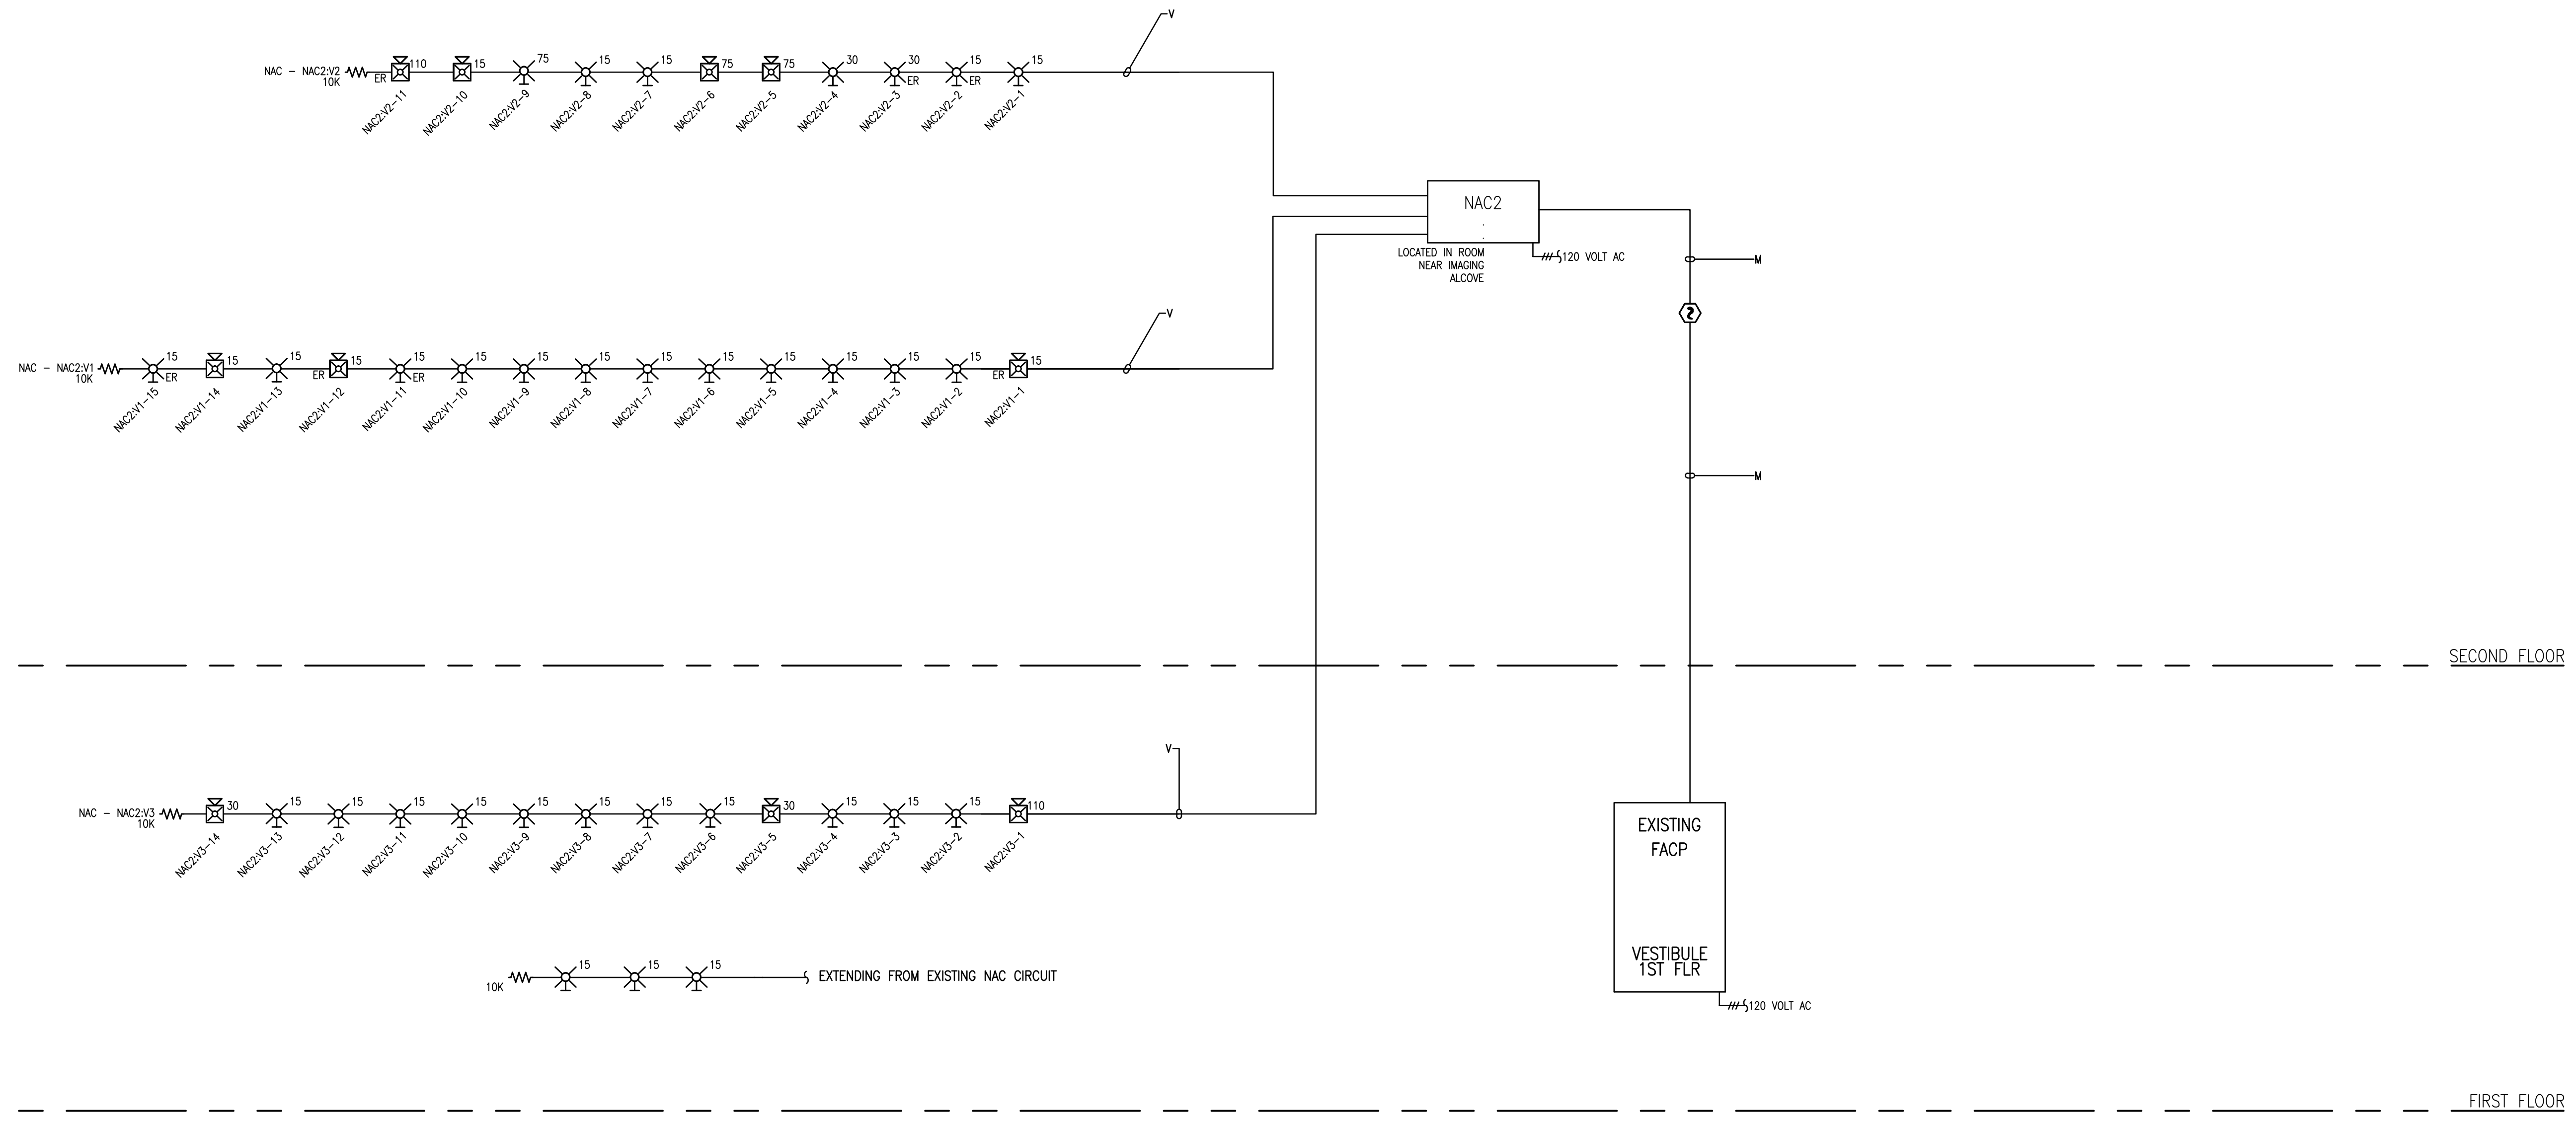 V
NAC - NAC2:V2
10K
ER
110
15
75
15
15
75
75
30
30
ER
15
ER
15
NAC2:V2-11
NAC2:V2-10
NAC2:V2-9
NAC2:V2-8
NAC2:V2-7
NAC2:V2-6
NAC2:V2-5
NAC2:V2-4
NAC2:V2-3
NAC2:V2-2
NAC2:V2-1
NAC2
LOCATED IN ROOM
NEAR IMAGING
ALCOVE
120 VOLT AC
M
V
NAC - NAC2:V1
10K
15
ER
15
15
ER
15
15
ER
15
15
15
15
15
15
15
15
15
ER
15
NAC2:V1-15
NAC2:V1-14
NAC2:V1-13
NAC2:V1-12
NAC2:V1-11
NAC2:V1-10
NAC2:V1-9
NAC2:V1-8
NAC2:V1-7
NAC2:V1-6
NAC2:V1-5
NAC2:V1-4
NAC2:V1-3
NAC2:V1-2
NAC2:V1-1
M
SECOND FLOOR
V
NAC - NAC2:V3
10K
30
15
15
15
15
15
15
15
15
30
15
15
15
110
NAC2:V3-14
NAC2:V3-13
NAC2:V3-12
NAC2:V3-11
NAC2:V3-10
NAC2:V3-9
NAC2:V3-8
NAC2:V3-7
NAC2:V3-6
NAC2:V3-5
NAC2:V3-4
NAC2:V3-3
NAC2:V3-2
NAC2:V3-1
EXISTING
FACP
VESTIBULE
1ST FLR
120 VOLT AC
10K
15
15
15
EXTENDING FROM EXISTING NAC CIRCUIT
FIRST FLOOR